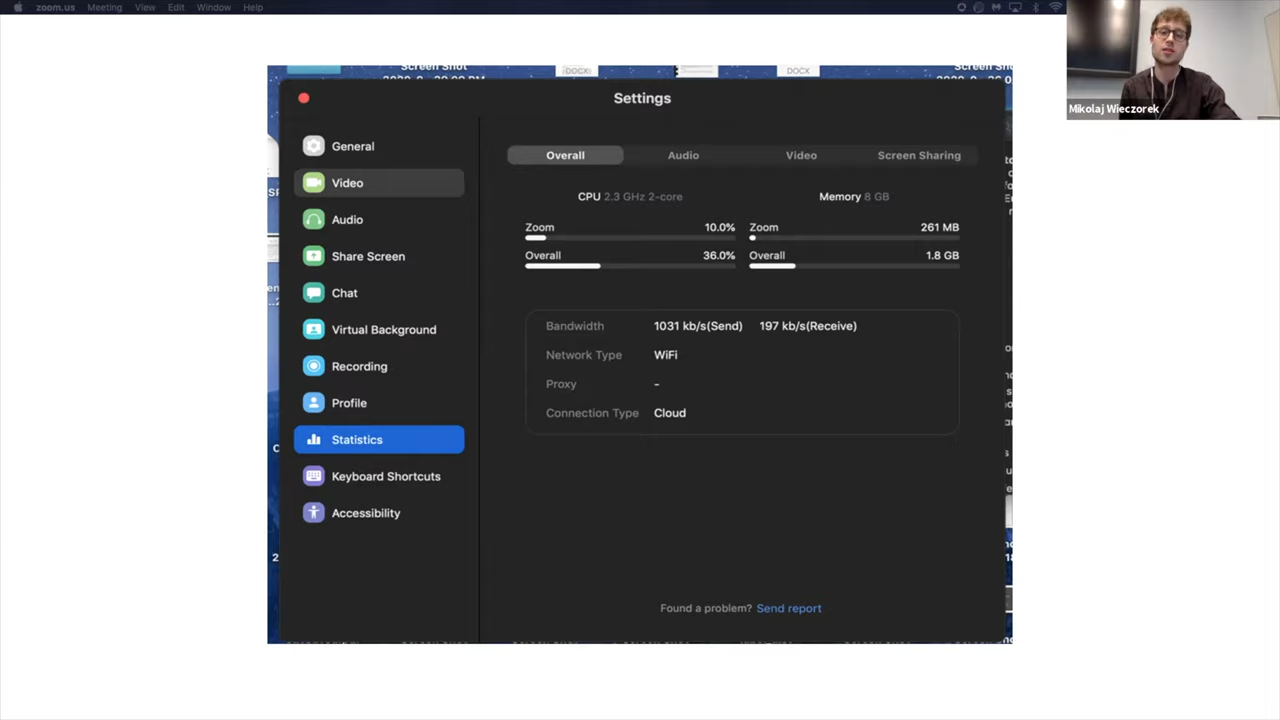 zoom.us Meeting View Edit Window Help
Mikolaj Wieczorek
Screen Shot
Screen Shot
DOCX
DOCX
Settings
General
Video
Audio
Share Screen
Chat
Virtual Background
Recording
Profile
Statistics
Keyboard Shortcuts
Accessibility
Overall Audio Video Screen Sharing
CPU 2.3 GHz 2-core Memory 8 GB
Zoom 10.0% Zoom 261 MB
Overall 36.0% Overall 1.8 GB
Bandwidth 1031 kb/s(Send) 197 kb/s(Receive)
Network Type WiFi
Proxy -
Connection Type Cloud
Found a problem? Send report